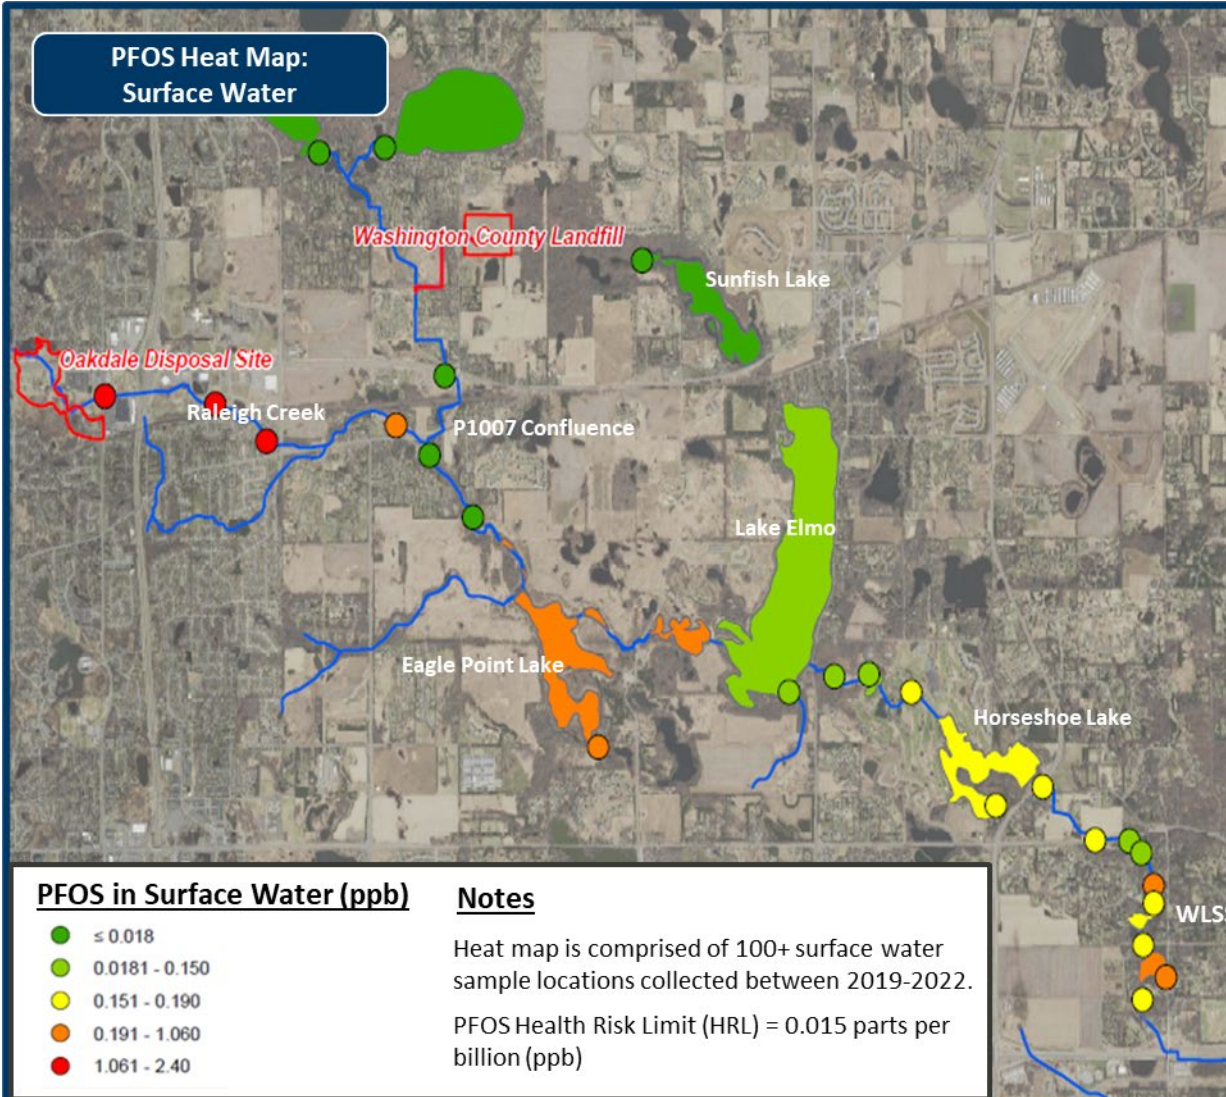 PFOS Heat Map:
Surface Water
Washington County Landfill
Sunfish Lake
Oakdale Disposal Site
Raleigh Creek
P1007 Confluence
Lake Elmo
Eagle Point Lake
Horseshoe Lake
WLS
PFOS in Surface Water (ppb)
≤ 0.018
0.0181 - 0.150
0.151 - 0.190
0.191 - 1.060
1.061 - 2.40
Notes
Heat map is comprised of 100+ surface water
sample locations collected between 2019-2022.
PFOS Health Risk Limit (HRL) = 0.015 parts per
billion (ppb)